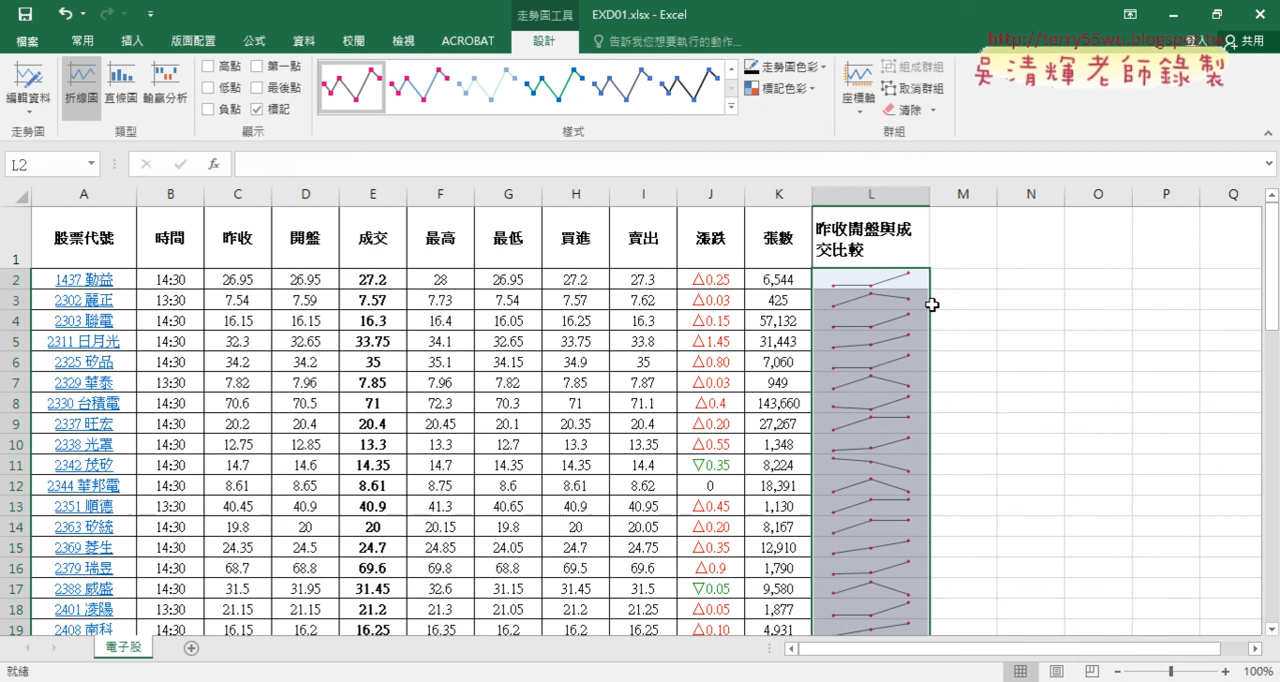 走勢圖工具 EXD01.xlsx - Excel
檔案 常用 插入 版面配置 公式 資料 校閱 檢視 ACROBAT 設計 告訴我您想要執行的動作... 登入 共用
http://terry55wu.blogspot.tw
吳清輝老師錄製
編輯資料 折線圖 直條圖 輸贏分析 高點 第一點 走勢圖色彩 座標軸 組成群組
低點 最後點 標記色彩 取消群組
負點 標記 清除
走勢圖 類型 顯示 樣式 群組
L2 fx
A B C D E F G H I J K L M N O P Q
1 股票代號 時間 昨收 開盤 成交 最高 最低 買進 賣出 漲跌 張數 昨收開盤與成
交比較
2 1437 勤益 14:30 26.95 26.95 27.2 28 26.95 27.2 27.3 △0.25 6,544
3 2302 麗正 13:30 7.54 7.59 7.57 7.73 7.54 7.57 7.62 △0.03 425
4 2303 聯電 14:30 16.15 16.15 16.3 16.4 16.05 16.25 16.3 △0.15 57,132
5 2311 日月光 14:30 32.3 32.65 33.75 34.1 32.65 33.75 33.8 △1.45 31,443
6 2325 矽品 14:30 34.2 34.2 35 35.1 34.15 34.9 35 △0.80 7,060
7 2329 華泰 13:30 7.82 7.96 7.85 7.96 7.82 7.85 7.87 △0.03 949
8 2330 台積電 14:30 70.6 70.5 71 72.3 70.3 71 71.1 △0.4 143,660
9 2337 旺宏 14:30 20.2 20.4 20.4 20.45 20.1 20.35 20.4 △0.20 27,267
10 2338 光罩 14:30 12.75 12.85 13.3 13.3 12.7 13.3 13.35 △0.55 1,348
11 2342 茂矽 14:30 14.7 14.6 14.35 14.7 14.35 14.35 14.4 ▽0.35 8,224
12 2344 華邦電 14:30 8.61 8.65 8.61 8.75 8.6 8.61 8.62 0 18,391
13 2351 順德 13:30 40.45 40.9 40.9 41.3 40.65 40.9 40.95 △0.45 1,130
14 2363 矽統 14:30 19.8 20 20 20.15 19.8 20 20.05 △0.20 8,167
15 2369 菱生 14:30 24.35 24.5 24.7 24.85 24.05 24.7 24.75 △0.35 12,910
16 2379 瑞昱 14:30 68.7 68.8 69.6 69.8 68.8 69.5 69.6 △0.9 1,790
17 2388 威盛 14:30 31.5 31.95 31.45 32.6 31.15 31.45 31.5 ▽0.05 9,580
18 2401 凌陽 13:30 21.15 21.15 21.2 21.3 21.05 21.2 21.25 △0.05 1,877
19 2408 南科 14:30 16.15 16.2 16.25 16.35 16.2 16.2 16.25 △0.10 4,931
電子股
就緒 100%